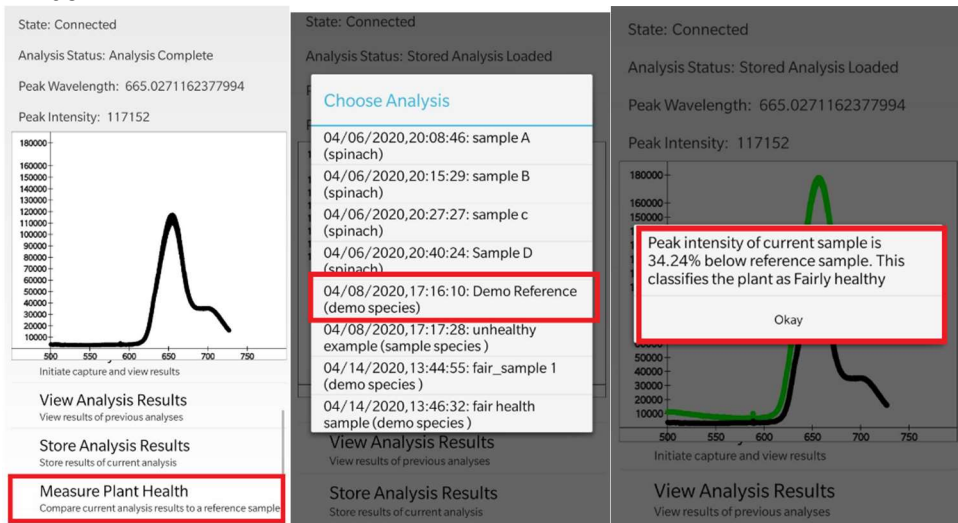 State: Connected
Analysis Status: Analysis Complete
Peak Wavelength: 665.0271162377994
Peak Intensity: 117152
180000
160000
150000
140000
130000
120000
110000
100000
90000
80000
70000
60000
50000
40000
30000
20000
10000
500 550 600 650 700 750
Initiate capture and view results
View Analysis Results
View results of previous analyses
Store Analysis Results
Store results of current analysis
Measure Plant Health
Compare current analysis results to a reference sample
State: Connected
Analysis Status: Stored Analysis Loaded
Choose Analysis
04/06/2020,20:08:46: sample A
(spinach)
04/06/2020,20:15:29: sample B
(spinach)
04/06/2020,20:27:27: sample c
(spinach)
04/06/2020,20:40:24: Sample D
(spinach)
04/08/2020,17:16:10: Demo Reference
(demo species)
04/08/2020,17:17:28: unhealthy
example (sample species )
04/14/2020,13:44:55: fair_sample 1
(demo species )
04/14/2020,13:46:32: fair health
sample (demo species )
View Analysis Results
View results of previous analyses
Store Analysis Results
Store results of current analysis
State: Connected
Analysis Status: Stored Analysis Loaded
Peak Wavelength: 665.0271162377994
Peak Intensity: 117152
180000
160000
150000
Peak intensity of current sample is
34.24% below reference sample. This
classifies the plant as Fairly healthy
Okay
50000
40000
30000
20000
10000
500 550 600 650 700 750
Initiate capture and view results
View Analysis Results
View results of previous analyses